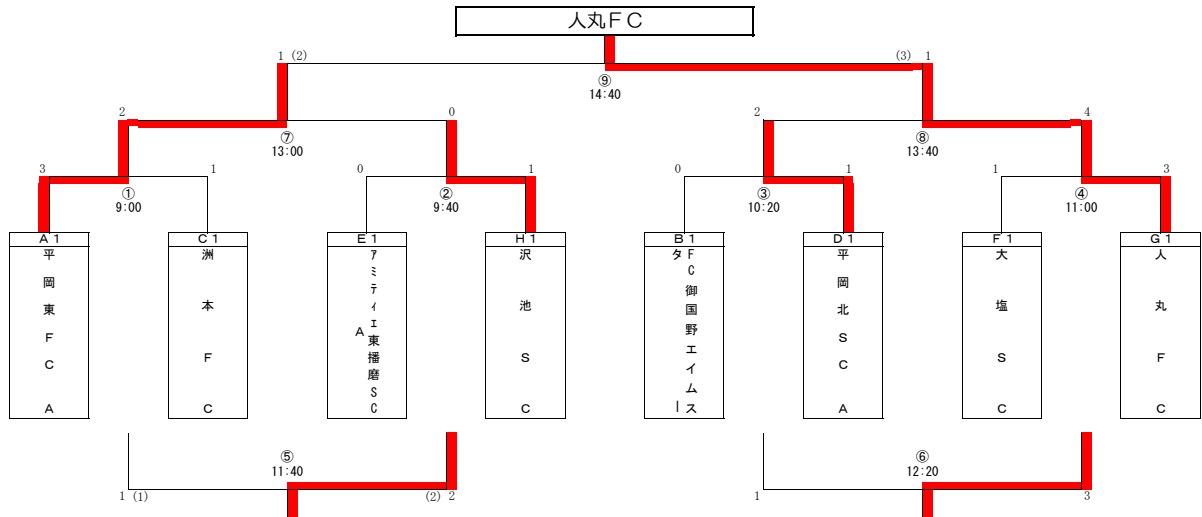 人丸ＦＣ
1 (2) (3) 1
⑨
14:40
2 0 2 4
⑦ ⑧
13:00 13:40
3 1 0 1 0 1 1 3
① ② ③ ④
9:00 9:40 10:20 11:00
Ａ１ Ｃ１ Ｅ１ Ｈ１ Ｂ１ Ｄ１ Ｆ１ Ｇ１
平岡東ＦＣ Ａ
洲本ＦＣ
ｱﾐﾃｨｴ東播磨ＳＣ
Ａ
沢池ＳＣ
ＦＣ御国野エイムス
ター
平岡北ＳＣ Ａ
大塩ＳＣ
人丸ＦＣ
⑤ ⑥
11:40 12:20
1 (1) (2) 2 1 3